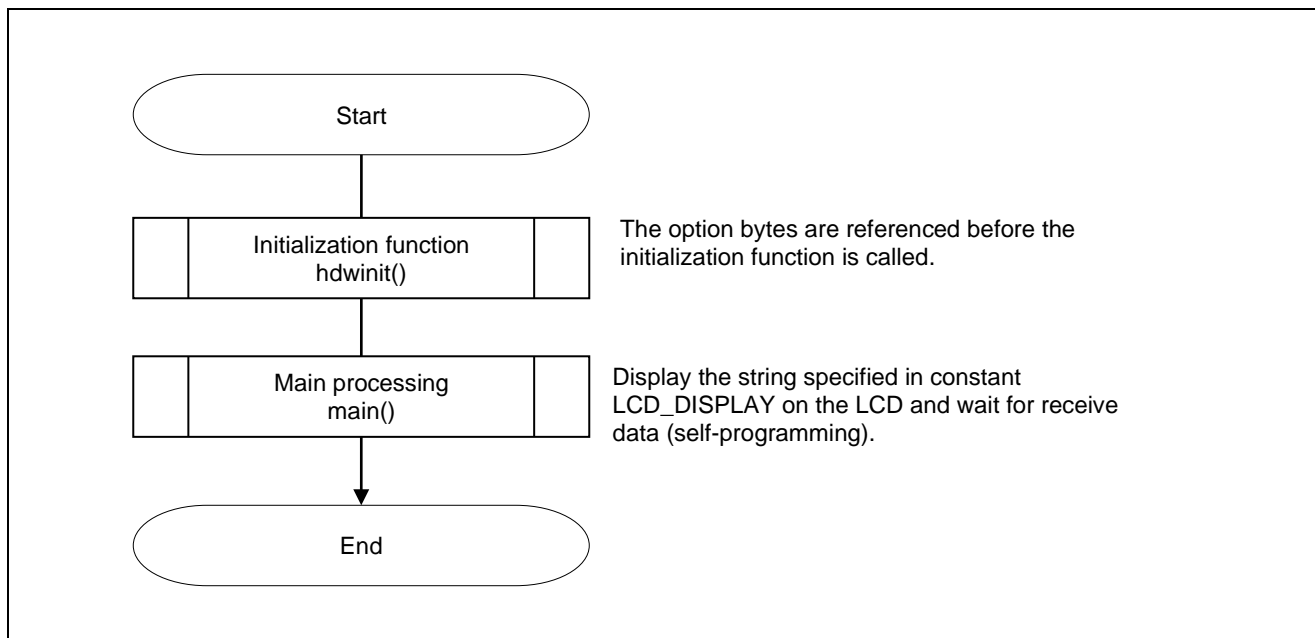 Start
Initialization function
hdwinit()
The option bytes are referenced before the
initialization function is called.
Main processing
main()
Display the string specified in constant
LCD_DISPLAY on the LCD and wait for receive
data (self-programming).
End